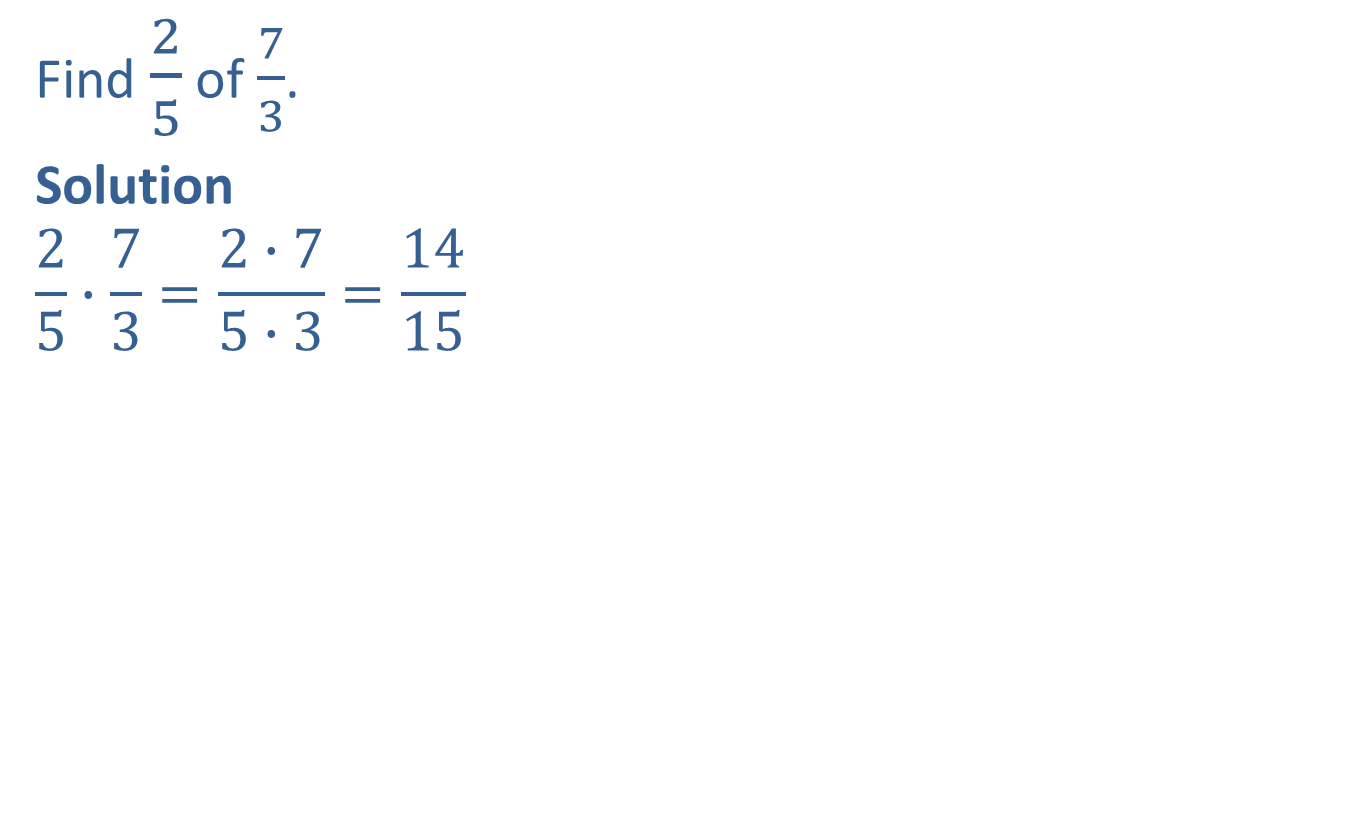 Find 2/5 of 7/3.
Solution
2/5 · 7/3 = 2 · 7/5 · 3 = 14/15